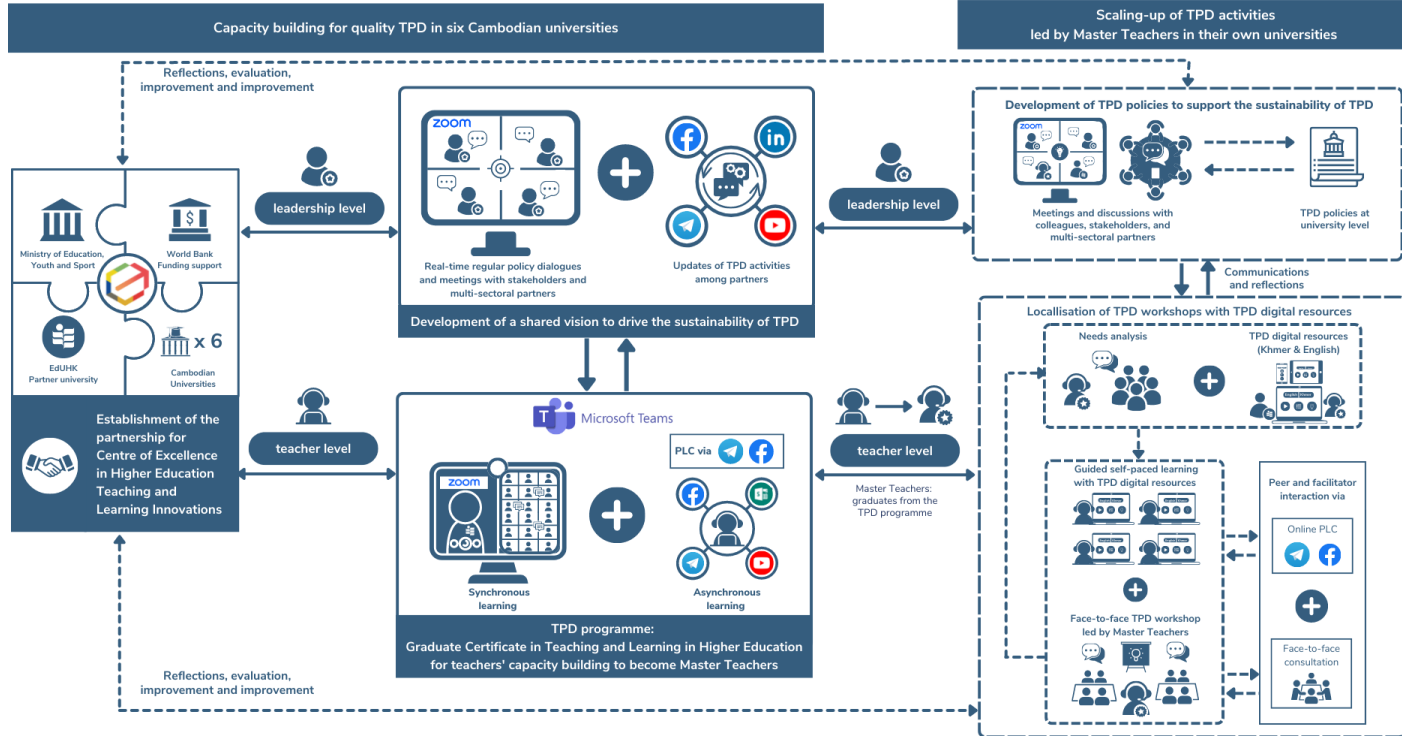 Capacity building for quality TPD in six Cambodian universities
Scaling-up of TPD activities
led by Master Teachers in their own universities
Reflections, evaluation,
improvement and improvement
Ministry of Education,
Youth and Sport
World Bank
Funding support
EdUHK
Partner university
x 6
Cambodian
Universities
Establishment of the
partnership for
Centre of Excellence
in Higher Education
Teaching and
Learning Innovations
leadership level
teacher level
zoom
Real-time regular policy dialogues
and meetings with stakeholders and
multi-sectoral partners
in
Updates of TPD activities
among partners
Development of a shared vision to drive the sustainability of TPD
Microsoft Teams
PLC via
zoom
Synchronous
learning
Asynchronous
learning
TPD programme:
Graduate Certificate in Teaching and Learning in Higher Education
for teachers' capacity building to become Master Teachers
Reflections, evaluation,
improvement and improvement
leadership level
teacher level
Master Teachers:
graduates from the
TPD programme
Development of TPD policies to support the sustainability of TPD
zoom
Meetings and discussions with
colleagues, stakeholders, and
multi-sectoral partners
TPD policies at
university level
Communications
and reflections
Locallisation of TPD workshops with TPD digital resources
Needs analysis
TPD digital resources
(Khmer & English)
Guided self-paced learning
with TPD digital resources
Face-to-face TPD workshop
led by Master Teachers
Peer and facilitator
interaction via
Online PLC
Face-to-face
consultation